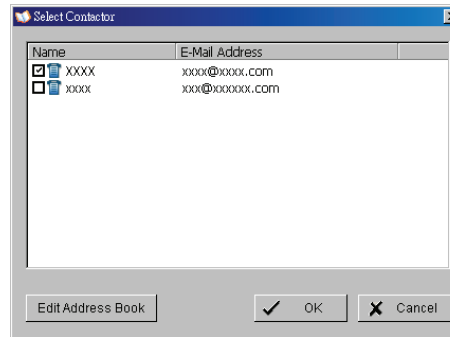 Select Contactor
Name E-Mail Address
XXXX xxxx@xxxx.com
xxxx xxx@xxxxxx.com
Edit Address Book OK Cancel